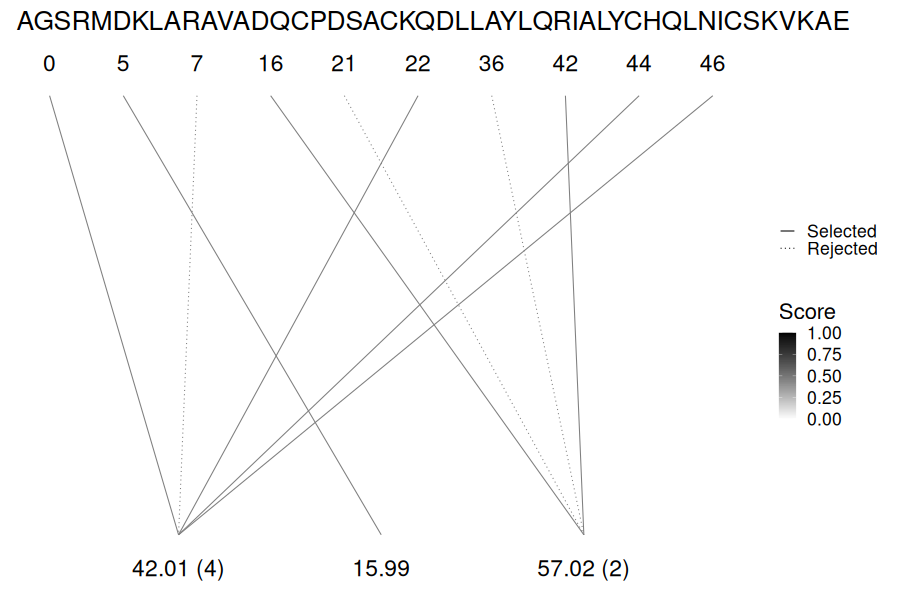 AGSRMDKLARAVADQCPDSACKQDLLAYLQRIALYCHQLNICSKVKAE
0 5 7 16 21 22 36 42 44 46
Selected
Rejected
Score
1.00
0.75
0.50
0.25
0.00
42.01 (4) 15.99 57.02 (2)